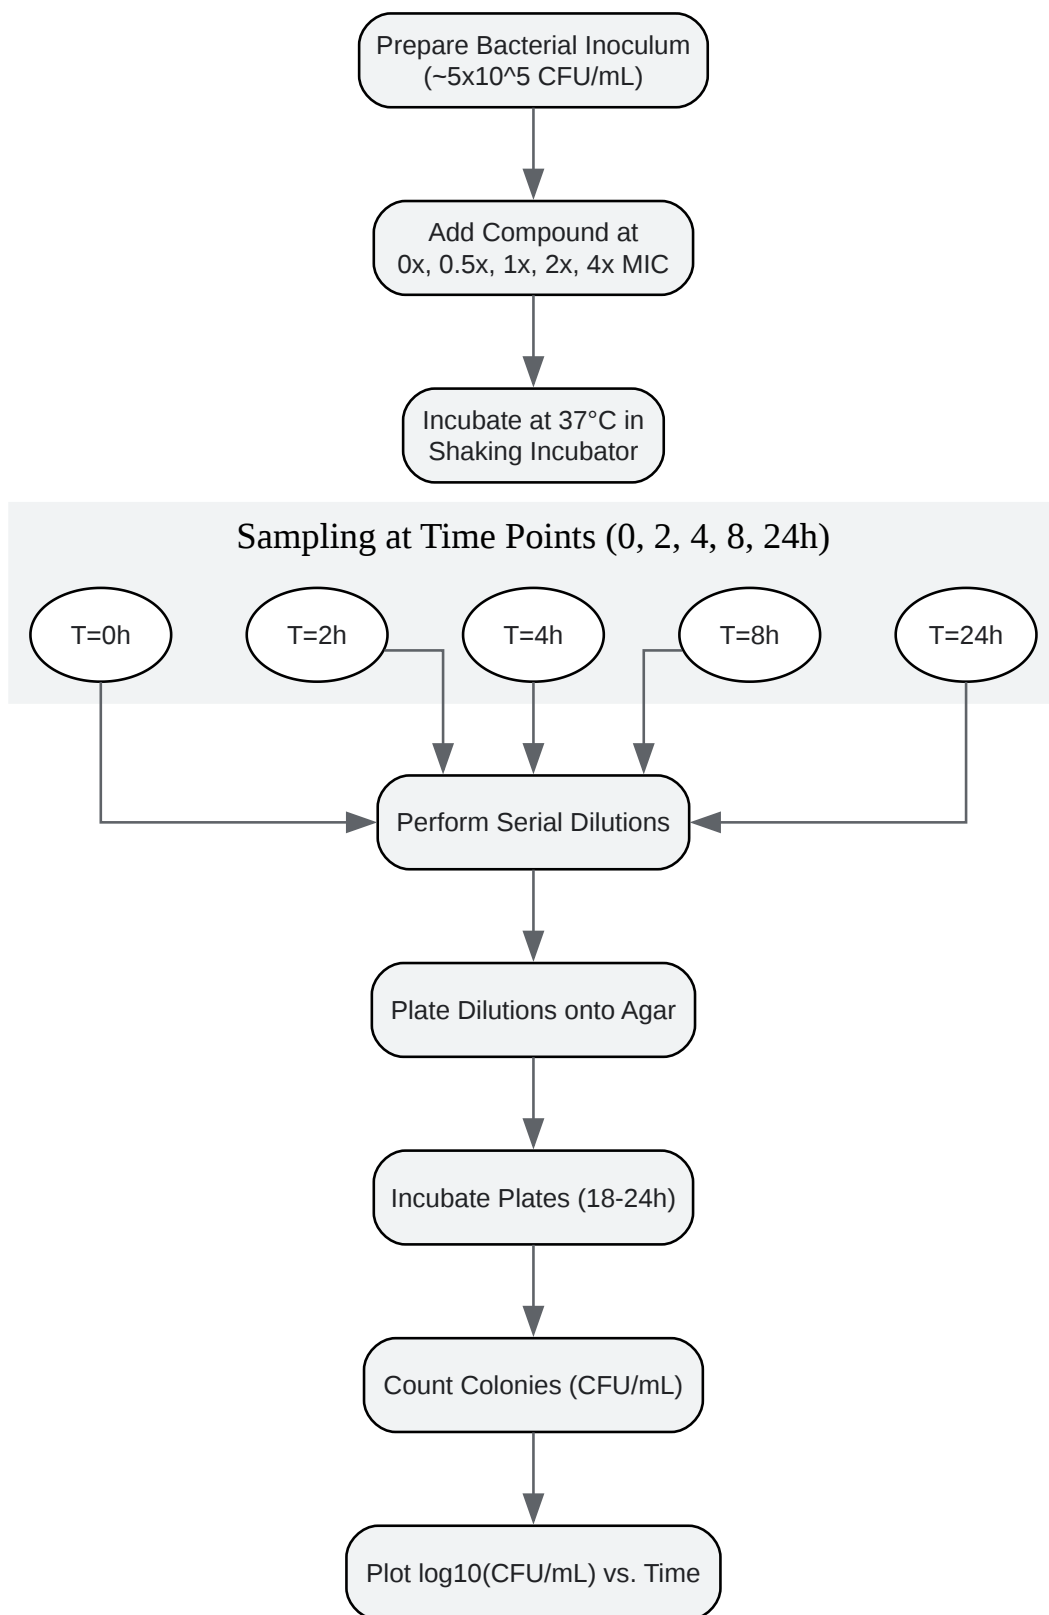 Prepare Bacterial Inoculum
(~5x10^5 CFU/mL)
Add Compound at
0x, 0.5x, 1x, 2x, 4x MIC
Incubate at 37°C in
Shaking Incubator
Sampling at Time Points (0, 2, 4, 8, 24h)
T=0h
T=2h
T=4h
T=8h
T=24h
Perform Serial Dilutions
Plate Dilutions onto Agar
Incubate Plates (18-24h)
Count Colonies (CFU/mL)
Plot log10(CFU/mL) vs. Time